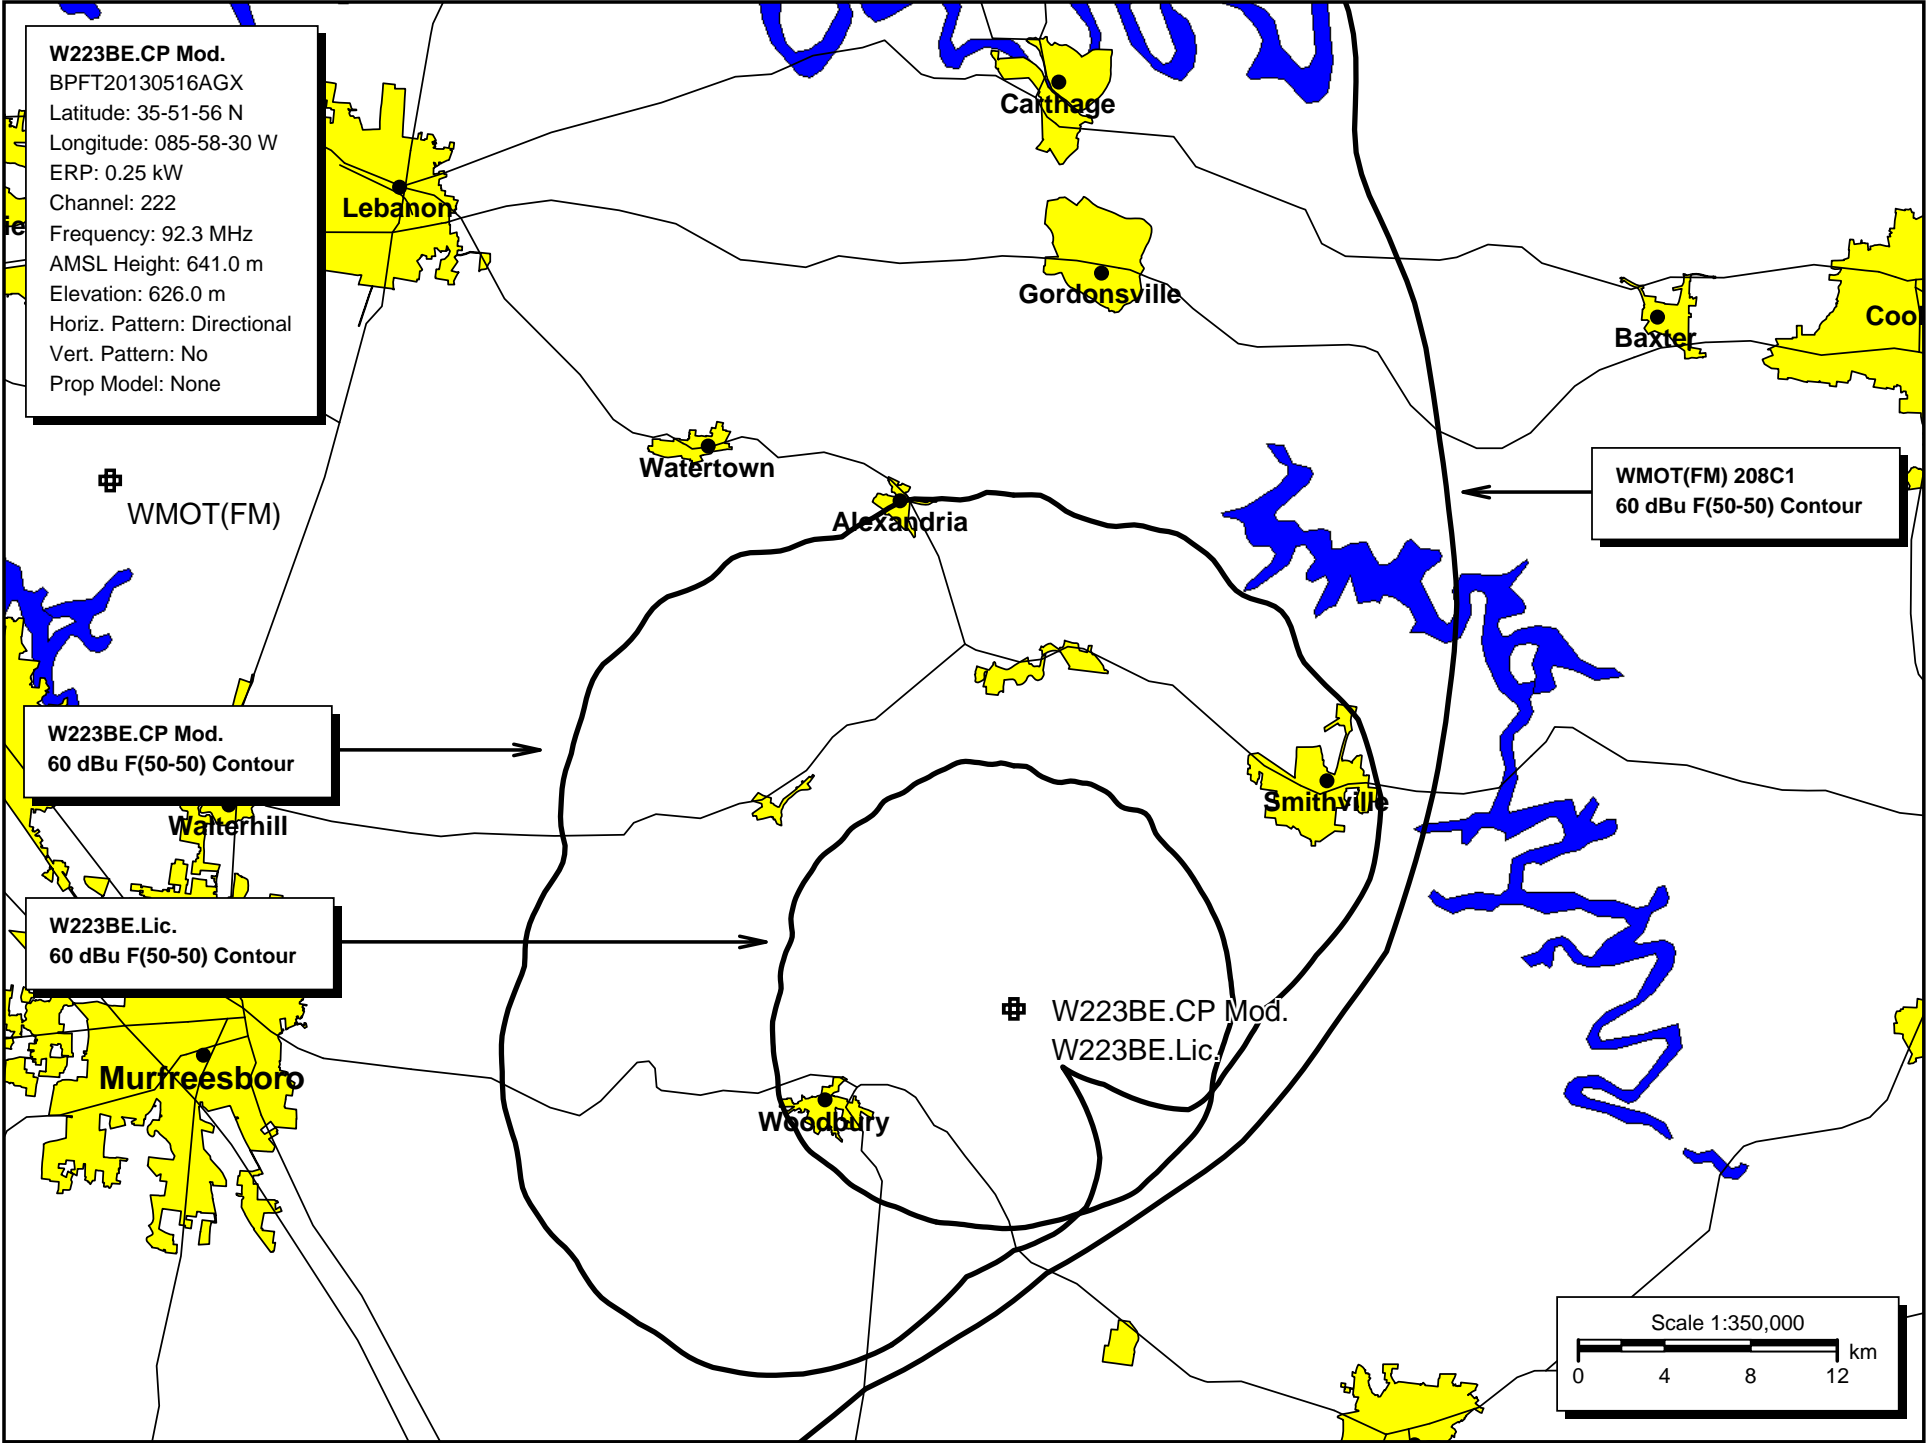 W223BE.CP Mod.
BPFT20130516AGX
Latitude: 35-51-56 N
Longitude: 085-58-30 W
ERP: 0.25 kW
Channel: 222
Frequency: 92.3 MHz
AMSL Height: 641.0 m
Elevation: 626.0 m
Horiz. Pattern: Directional
Vert. Pattern: No
Prop Model: None
Carthage
Lebanon
Gordonsville
Baxter
Cool
Watertown
WMOT(FM)
Alexandria
WMOT(FM) 208C1
60 dBu F(50-50) Contour
W223BE.CP Mod.
60 dBu F(50-50) Contour
Smithville
Walterhill
W223BE.Lic.
60 dBu F(50-50) Contour
W223BE.CP Mod.
W223BE.Lic.
Murfreesboro
Woodbury
Scale 1:350,000
km
0 4 8 12